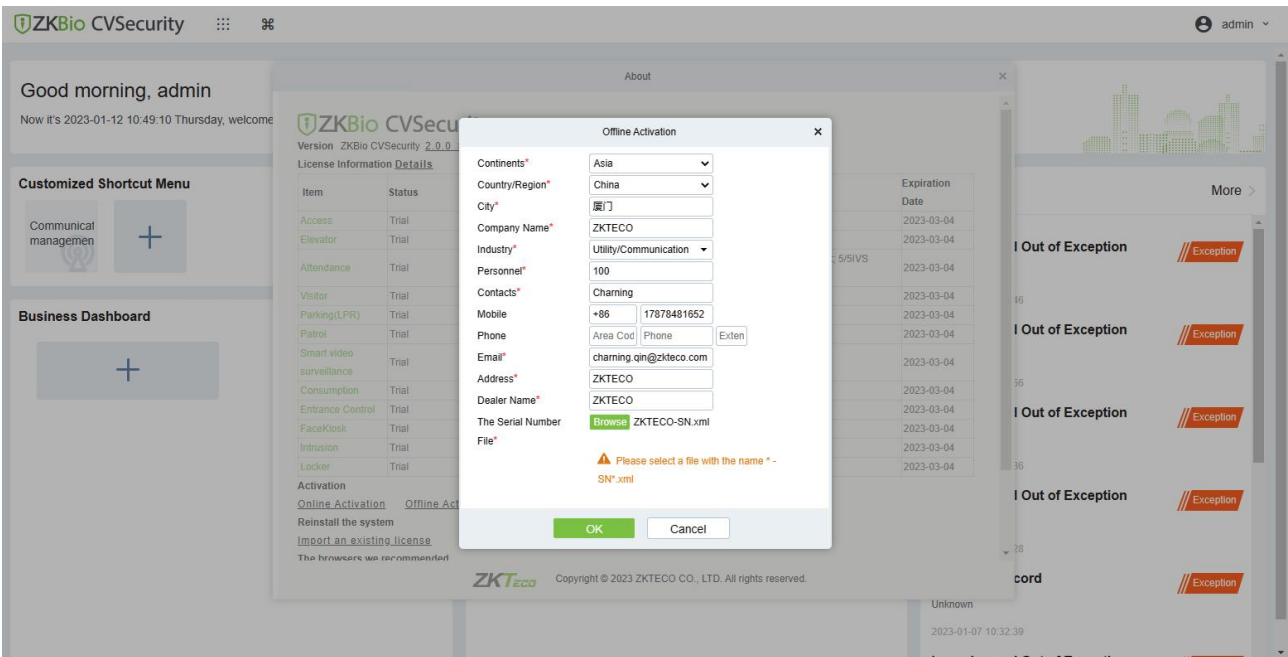 ZKBio CVSecurity
admin
Good morning, admin
Now it's 2023-01-12 10:49:10 Thursday, welcome
Customized Shortcut Menu
Communicat
managemen
Business Dashboard
About
ZKBio CVSecu
Version ZKBio CVSecurity 2.0.0
License Information Details
Item Status Expiration Date
Access Trial 2023-03-04
Elevator Trial 2023-03-04
Attendance Trial ; 5/5IVS 2023-03-04
Visitor Trial 2023-03-04
Parking(LPR) Trial 2023-03-04
Patrol Trial 2023-03-04
Smart video
surveillance Trial 2023-03-04
Consumption Trial 2023-03-04
Entrance Control Trial 2023-03-04
FaceKiosk Trial 2023-03-04
Intrusion Trial 2023-03-04
Locker Trial 2023-03-04
Activation
Online Activation Offline Act
Reinstall the system
Import an existing license
The browsers we recommended
ZKTECO Copyright © 2023 ZKTECO CO., LTD. All rights reserved.
Offline Activation
Continents* Asia
Country/Region* China
City* 厦门
Company Name* ZKTECO
Industry* Utility/Communication
Personnel* 100
Contacts* Charning
Mobile +86 17878481652
Phone Area Cod Phone Exten
Email* charning.qin@zkteco.com
Address* ZKTECO
Dealer Name* ZKTECO
The Serial Number Browse ZKTECO-SN.xml
File*
Please select a file with the name * -
SN*.xml
OK Cancel
More
l Out of Exception Exception
46
l Out of Exception Exception
56
l Out of Exception Exception
36
l Out of Exception Exception
28
cord Exception
Unknown
2023-01-07 10:32:39